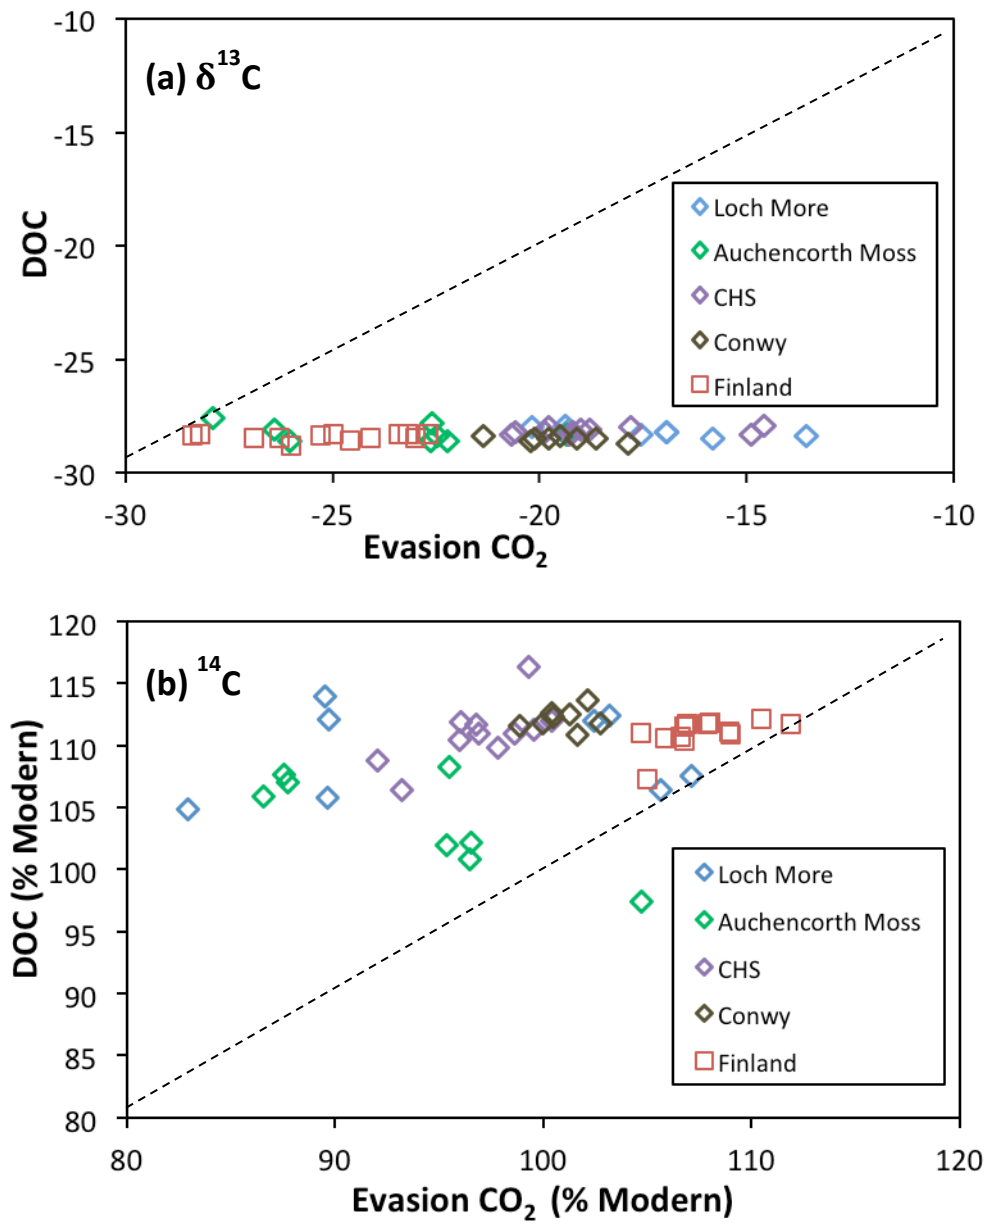 (a) δ¹³C
DOC
-10
-15
-20
-25
-30
-30 -25 -20 -15 -10
Evasion CO₂
Loch More
Auchencorth Moss
CHS
Conwy
Finland
(b) ¹⁴C
DOC (% Modern)
120
115
110
105
100
95
90
85
80
80 90 100 110 120
Evasion CO₂ (% Modern)
Loch More
Auchencorth Moss
CHS
Conwy
Finland